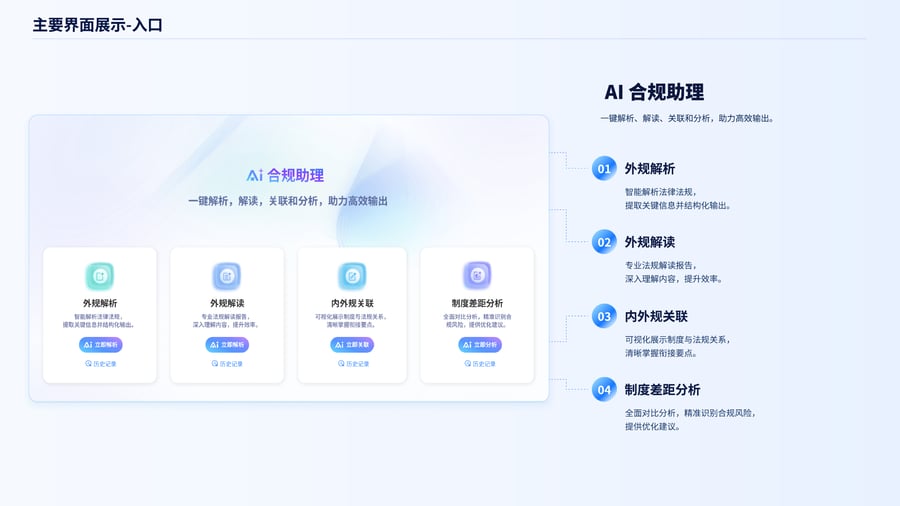 主要界面展示-入口
Ai 合规助理
一键解析，解读，关联和分析，助力高效输出
外规解析
智能解析法律法规，
提取关键信息并结构化输出。
Ai 立即解析
历史记录
外规解读
专业法规解读报告，
深入理解内容，提升效率。
Ai 立即解读
历史记录
内外规关联
可视化展示制度与法规关系，
清晰掌握衔接要点。
Ai 立即关联
历史记录
制度差距分析
全面对比分析，精准识别合
规风险，提供优化建议。
Ai 立即分析
历史记录
AI 合规助理
一键解析、解读、关联和分析，助力高效输出。
01 外规解析
智能解析法律法规，
提取关键信息并结构化输出。
02 外规解读
专业法规解读报告，
深入理解内容，提升效率。
03 内外规关联
可视化展示制度与法规关系，
清晰掌握衔接要点。
04 制度差距分析
全面对比分析，精准识别合规风险，
提供优化建议。